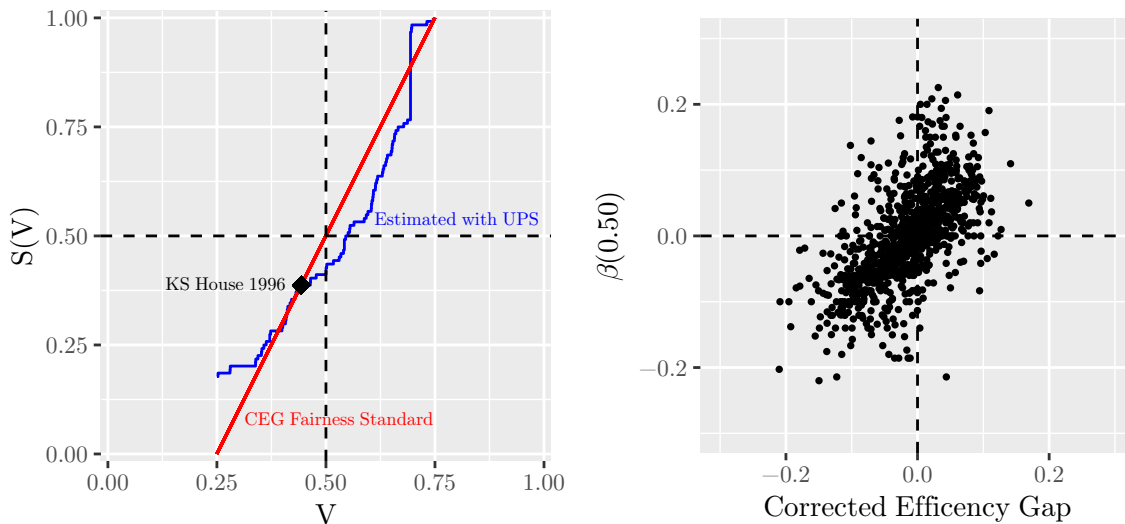 1.00
0.75
0.50
0.25
0.00
S(V)
Estimated with UPS
KS House 1996
CEG Fairness Standard
0.00 0.25 0.50 0.75 1.00
V
0.2
0.0
−0.2
β(0.50)
−0.2 0.0 0.2
Corrected Efficency Gap